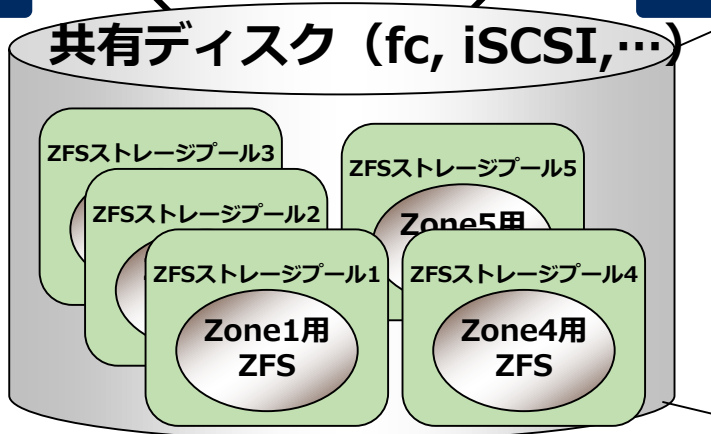 共有ディスク（fc, iSCSI,…）
ZFSストレージプール3
ZFSストレージプール5
ZFSストレージプール2
Zone5用
ZFSストレージプール1
ZFSストレージプール4
Zone1用
ZFS
Zone4用
ZFS